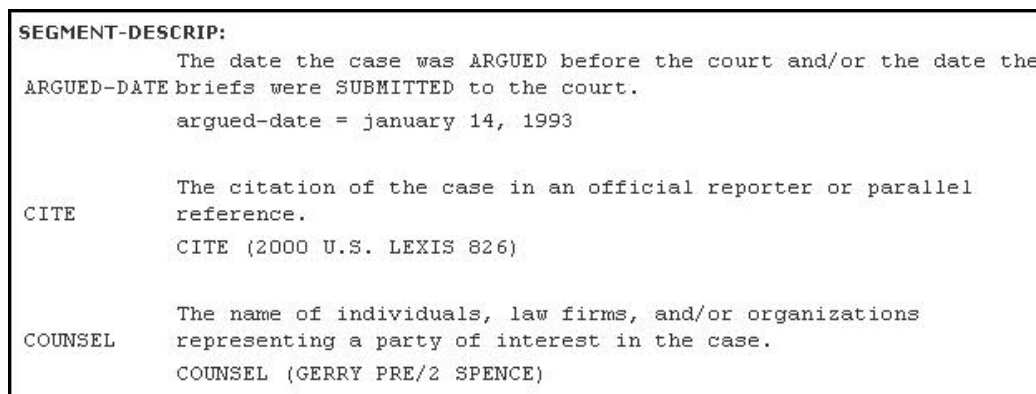 SEGMENT-DESCRIP:
The date the case was ARGUED before the court and/or the date the
ARGUED-DATE briefs were SUBMITTED to the court.
argued-date = january 14, 1993
The citation of the case in an official reporter or parallel
CITE reference.
CITE (2000 U.S. LEXIS 826)
The name of individuals, law firms, and/or organizations
COUNSEL representing a party of interest in the case.
COUNSEL (GERRY PRE/2 SPENCE)